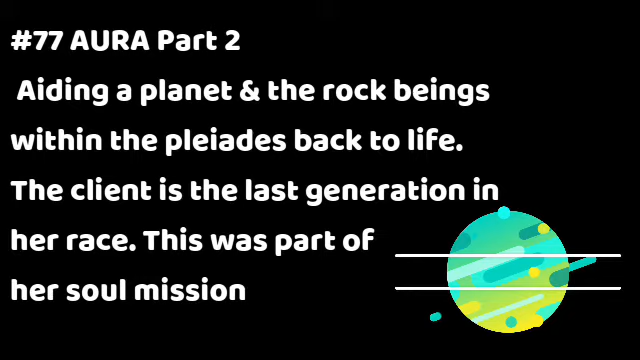 #77 AURA Part 2
Aiding a planet & the rock beings
within the pleiades back to life.
The client is the last generation in
her race. This was part of
her soul mission